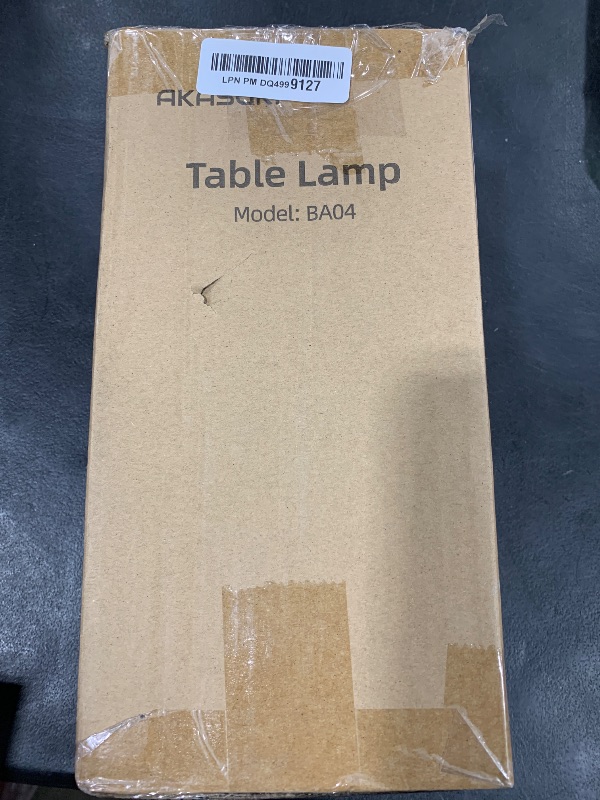 LPN PM DQ4999127
Table Lamp
Model: BA04